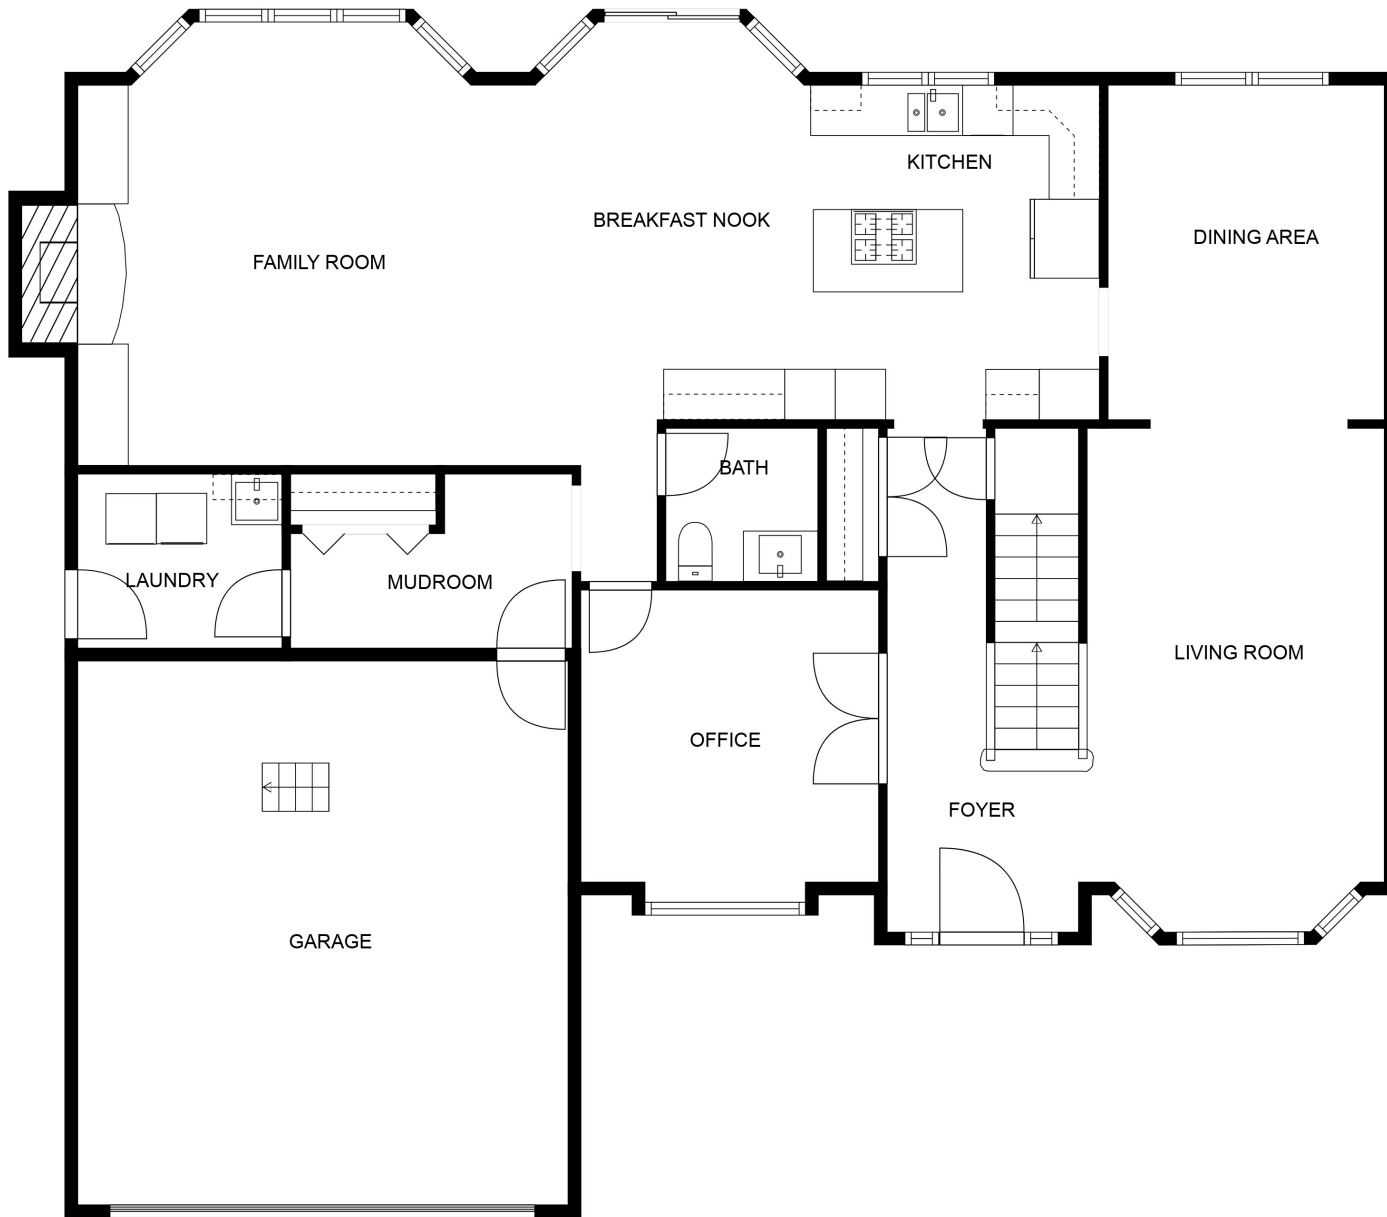 KITCHEN
BREAKFAST NOOK
DINING AREA
FAMILY ROOM
BATH
LAUNDRY
MUDROOM
LIVING ROOM
OFFICE
FOYER
GARAGE